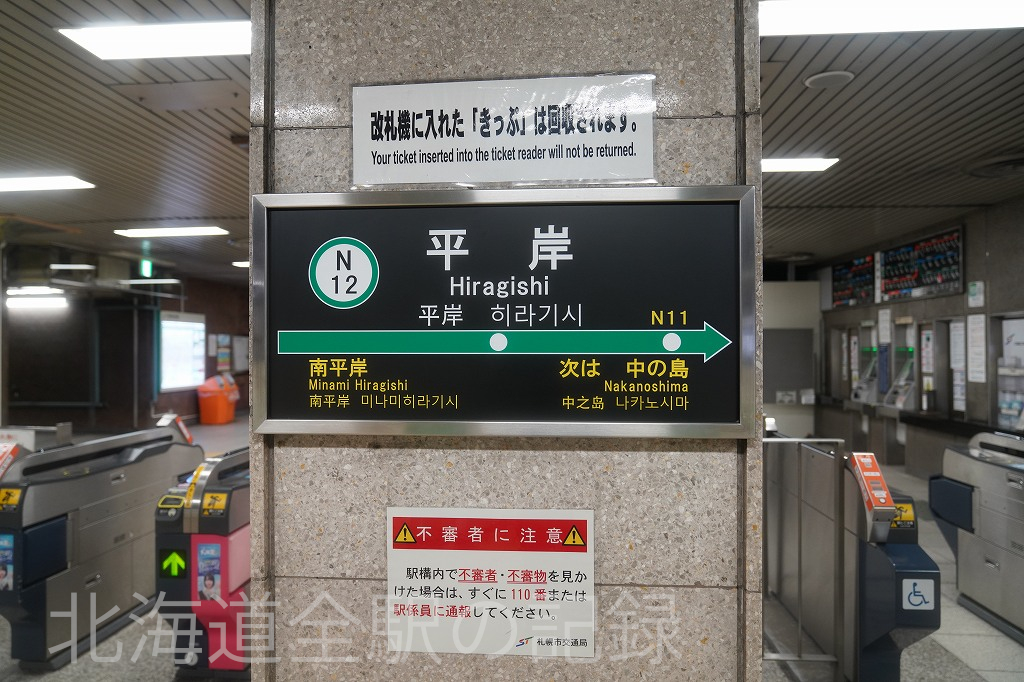 改札機に入れた「きっぷ」は回収されます。
Your ticket inserted into the ticket reader will not be returned.
N
12
平 岸
Hiragishi
平岸 히라기시
N11
南平岸
Minami Hiragishi
南平岸 미나미히라기시
次は 中の島
Nakanoshima
中之岛 나카노시마
不審者に注意
駅構内で不審者・不審物を見か
けた場合は、すぐに110番または
駅係員に通報してください。
ST 札幌市交通局
北海道全駅の記録